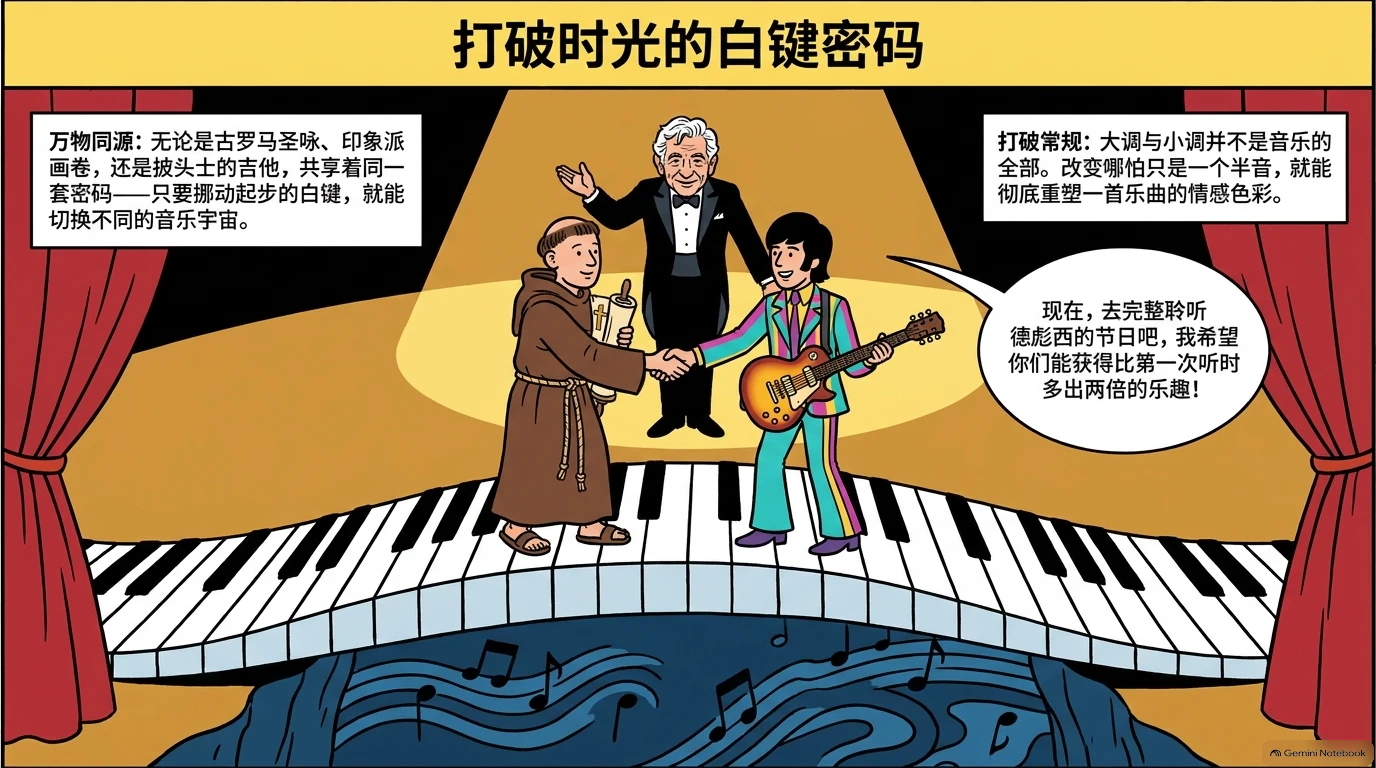 打破时光的白键密码
万物同源：无论是古罗马圣咏、印象派
画卷，还是披头士的吉他，共享着同一
套密码——只要挪动起步的白键，就能
切换不同的音乐宇宙。
打破常规：大调与小调并不是音乐的
全部。改变哪怕只是一个半音，就能
彻底重塑一首乐曲的情感色彩。
现在，去完整聆听
德彪西的节日吧，我希望
你们能获得比第一次听时
多出两倍的乐趣！
Gemini Notebook